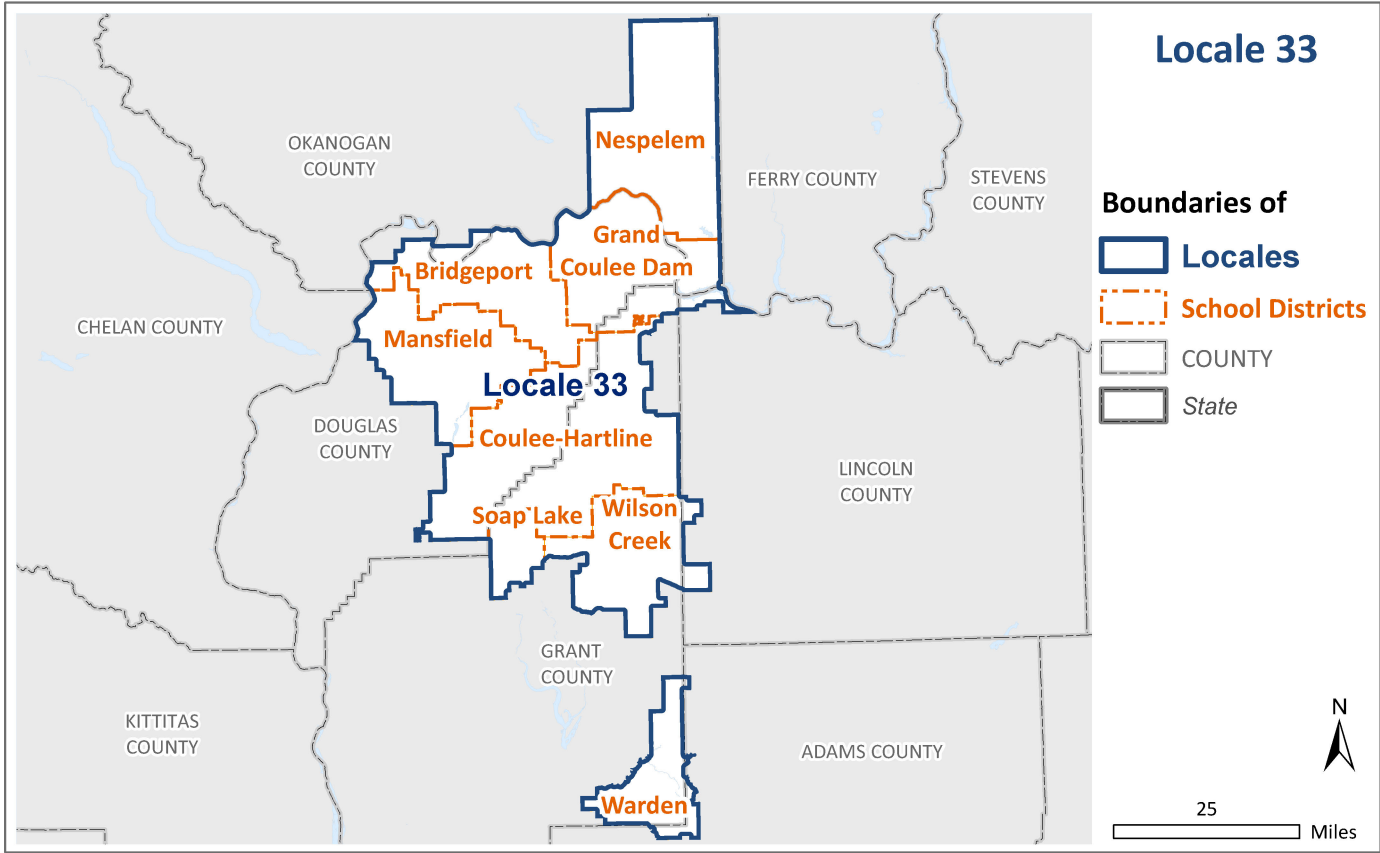 Locale 33
OKANOGAN
COUNTY
Nespelem
FERRY COUNTY
STEVENS
COUNTY
Boundaries of
Grand
Coulee Dam
Bridgeport
Locales
School Districts
CHELAN COUNTY
Mansfield
COUNTY
Locale 33
State
DOUGLAS
COUNTY
Coulee-Hartline
LINCOLN
COUNTY
Soap Lake
Wilson
Creek
GRANT
COUNTY
KITTITAS
COUNTY
ADAMS COUNTY
N
Warden
25
Miles